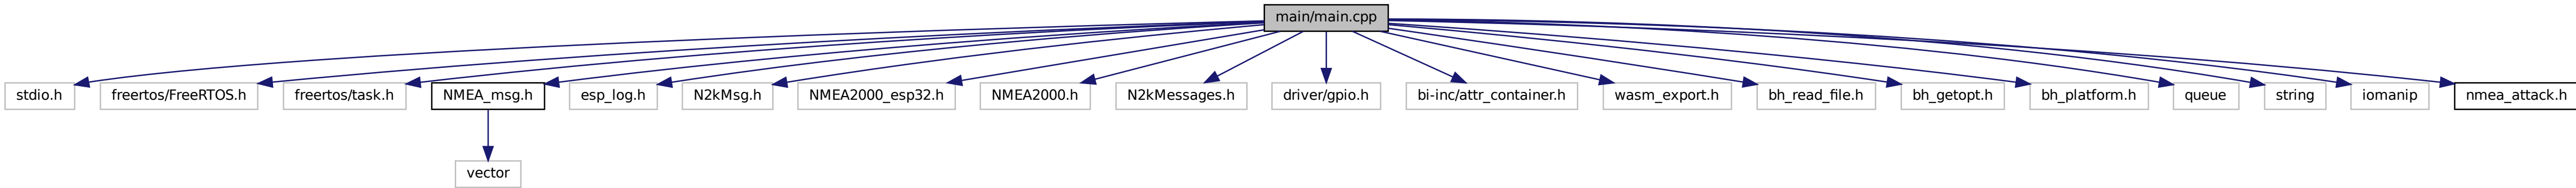 main/main.cpp
stdio.h
freertos/FreeRTOS.h
freertos/task.h
NMEA_msg.h
esp_log.h
N2kMsg.h
NMEA2000_esp32.h
NMEA2000.h
N2kMessages.h
driver/gpio.h
bi-inc/attr_container.h
wasm_export.h
bh_read_file.h
bh_getopt.h
bh_platform.h
queue
string
iomanip
nmea_attack.h
vector